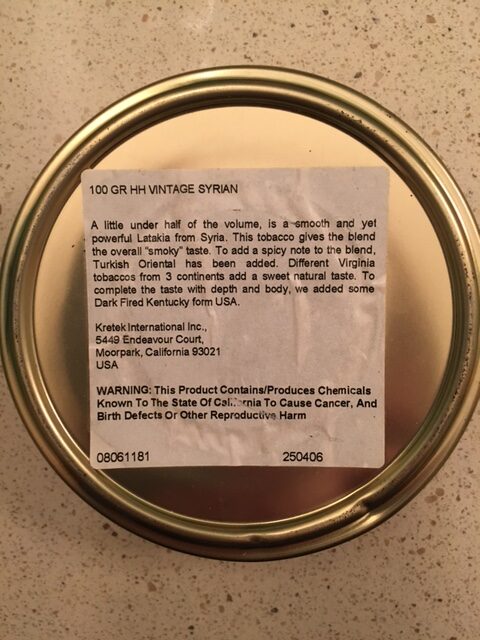 100 GR HH VINTAGE SYRIAN
A little under half of the volume, is a smooth and yet
powerful Latakia from Syria. This tobacco gives the blend
the overall "smoky" taste. To add a spicy note to the blend,
Turkish Oriental has been added. Different Virginia
tobaccos from 3 continents add a sweet natural taste. To
complete the taste with depth and body, we added some
Dark Fired Kentucky form USA.
Kretek International Inc.,
5449 Endeavour Court,
Moorpark, California 93021
USA
WARNING: This Product Contains/Produces Chemicals
Known To The State Of California To Cause Cancer, And
Birth Defects Or Other Reproductive Harm
08061181 250406